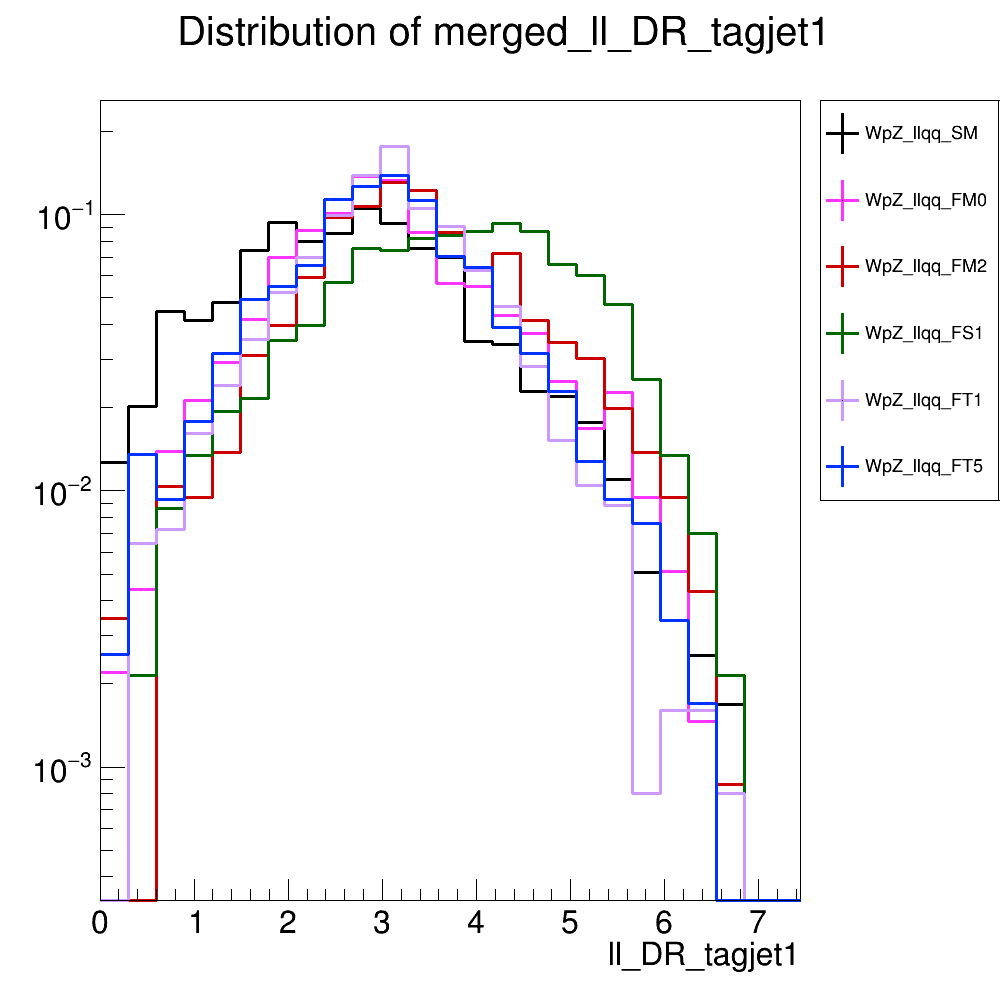 Distribution of merged_ll_DR_tagjet1
WpZ_llqq_SM
WpZ_llqq_FM0
WpZ_llqq_FM2
WpZ_llqq_FS1
WpZ_llqq_FT1
WpZ_llqq_FT5
10⁻¹
10⁻²
10⁻³
0 1 2 3 4 5 6 7
ll_DR_tagjet1